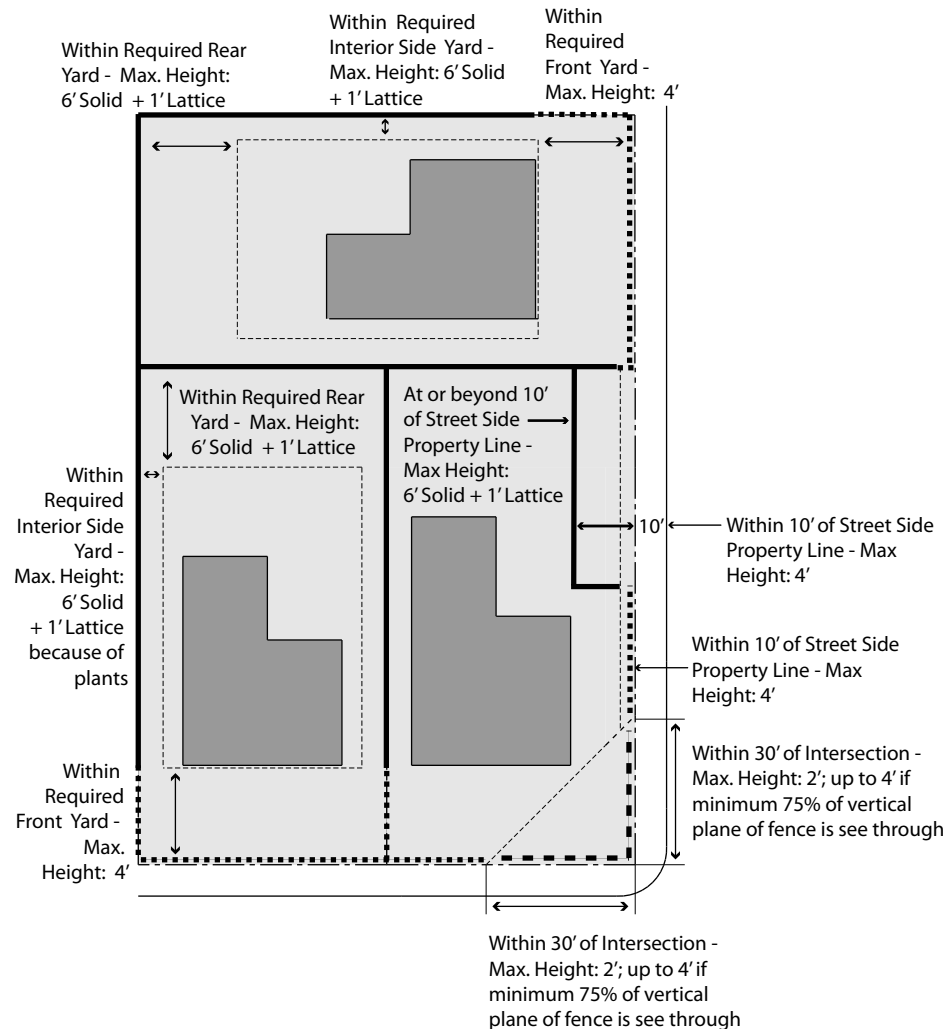 Within Required Rear
Yard - Max. Height:
6' Solid + 1' Lattice
Within Required
Interior Side Yard -
Max. Height: 6' Solid
+ 1' Lattice
Within
Required
Front Yard -
Max. Height: 4'
Within Required Rear
Yard - Max. Height:
6' Solid + 1' Lattice
At or beyond 10'
of Street Side
Property Line -
Max Height:
6' Solid + 1' Lattice
Within
Required
Interior Side
Yard -
Max. Height:
6' Solid
+ 1' Lattice
because of
plants
10'
Within 10' of Street Side
Property Line - Max
Height: 4'
Within 10' of Street Side
Property Line - Max
Height: 4'
Within
Required
Front Yard -
Max.
Height: 4'
Within 30' of Intersection -
Max. Height: 2'; up to 4' if
minimum 75% of vertical
plane of fence is see through
Within 30' of Intersection -
Max. Height: 2'; up to 4' if
minimum 75% of vertical
plane of fence is see through